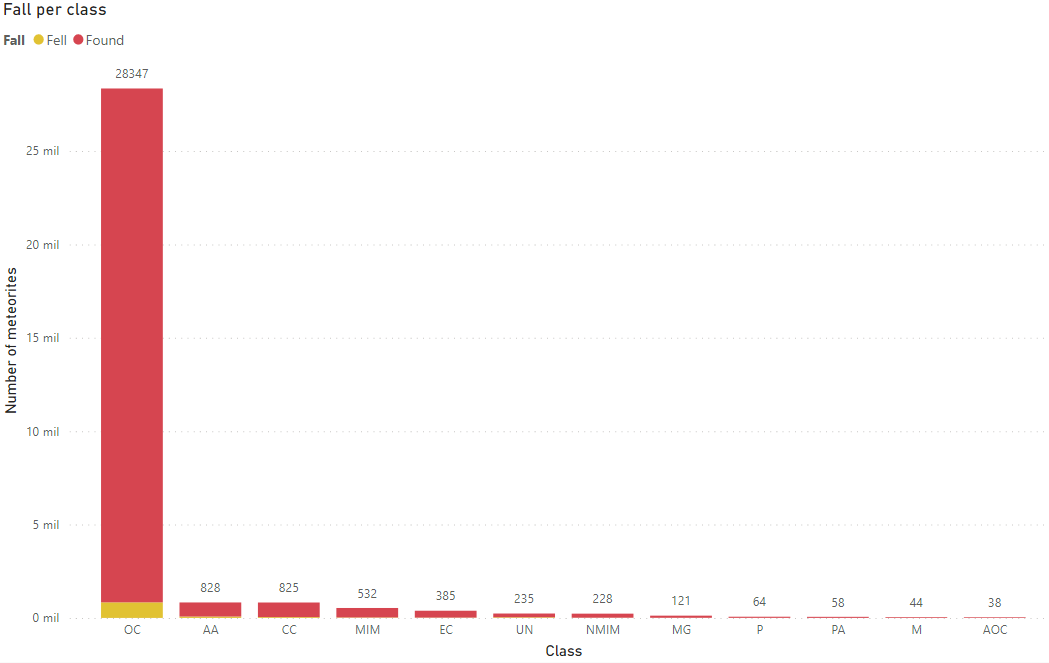 Fall per class
Fall Fell Found
28347
25 mil
20 mil
15 mil
10 mil
5 mil
0 mil
Number of meteorites
828
825
532
385
235
228
121
64
58
44
38
OC AA CC MIM EC UN NMIM MG P PA M AOC
Class